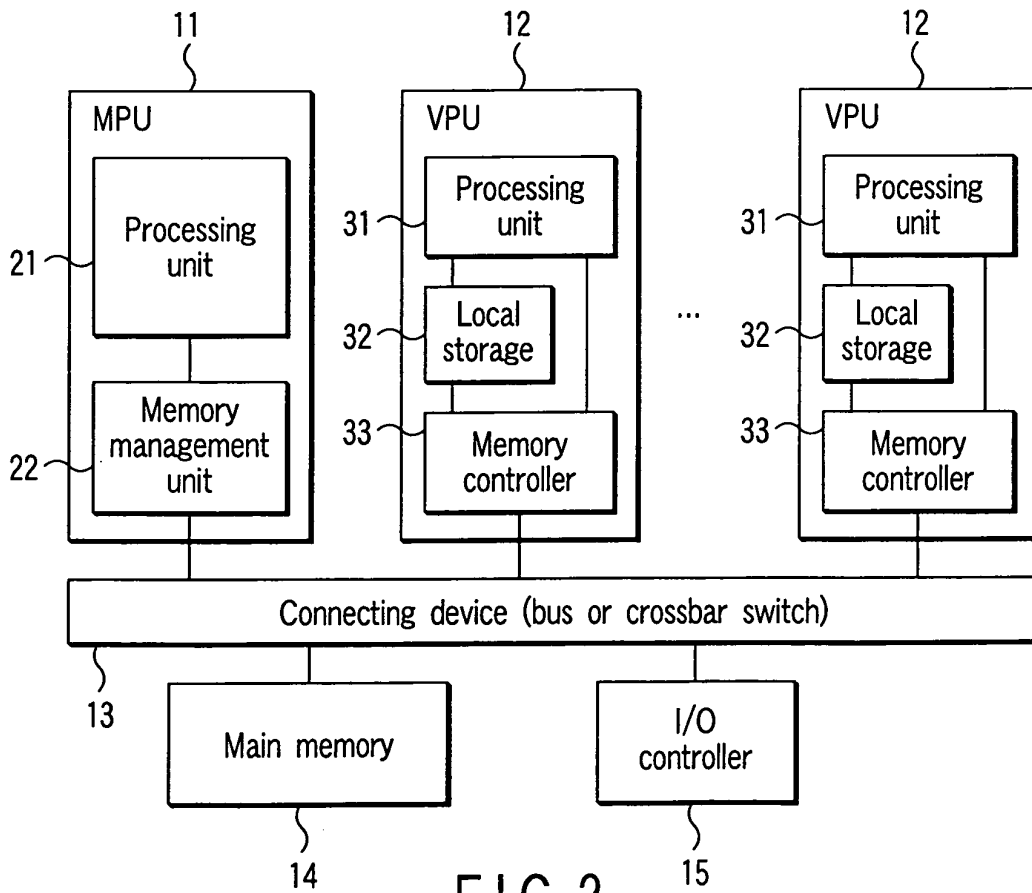 11
12
12
MPU
VPU
VPU
Processing
unit
21
Memory
management
unit
22
Processing
unit
31
Local
storage
32
Memory
controller
33
...
Processing
unit
31
Local
storage
32
Memory
controller
33
Connecting device (bus or crossbar switch)
13
Main memory
14
I/O
controller
15